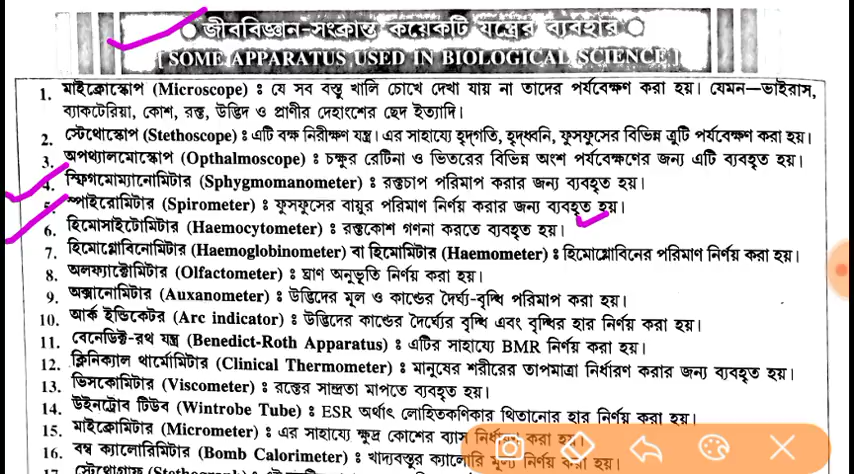 জীববিজ্ঞান-সংক্রান্ত কয়েকটি যন্ত্রের ব্যবহার
[SOME APPARATUS USED IN BIOLOGICAL SCIENCE]
1. মাইক্রোস্কোপ (Microscope) ঃ যে সব বস্তু খালি চোখে দেখা যায় না তাদের পর্যবেক্ষণ করা হয়। যেমন—ভাইরাস,
ব্যাকটেরিয়া, কোশ, রক্ত, উদ্ভিদ ও প্রাণীর দেহাংশের ছেদ ইত্যাদি।
2. স্টেথোস্কোপ (Stethoscope) ঃ এটি বক্ষ নিরীক্ষণ যন্ত্র। এর সাহায্যে হৃদ্‌গতি, হৃদ্‌ধ্বনি, ফুসফুসের বিভিন্ন ত্রুটি পর্যবেক্ষণ করা হয়।
3. অপথ্যালমোস্কোপ (Opthalmoscope) ঃ চক্ষুর রেটিনা ও ভিতরের বিভিন্ন অংশ পর্যবেক্ষণের জন্য এটি ব্যবহৃত হয়।
4. স্ফিগমোম্যানোমিটার (Sphygmomanometer) ঃ রক্তচাপ পরিমাপ করার জন্য ব্যবহৃত হয়।
5. স্পাইরোমিটার (Spirometer) ঃ ফুসফুসের বায়ুর পরিমাণ নির্ণয় করার জন্য ব্যবহৃত হয়।
6. হিমোসাইটোমিটার (Haemocytometer) ঃ রক্তকোশ গণনা করতে ব্যবহৃত হয়।
7. হিমোগ্লোবিনোমিটার (Haemoglobinometer) বা হিমোমিটার (Haemometer) ঃ হিমোগ্লোবিনের পরিমাণ নির্ণয় করা হয়।
8. অলফ্যাক্টোমিটার (Olfactometer) ঃ ঘ্রাণ অনুভূতি নির্ণয় করা হয়।
9. অক্সানোমিটার (Auxanometer) ঃ উদ্ভিদের মূল ও কাণ্ডের দৈর্ঘ্য-বৃদ্ধি পরিমাপ করা হয়।
10. আর্ক ইন্ডিকেটর (Arc indicator) ঃ উদ্ভিদের কাণ্ডের দৈর্ঘ্যের বৃদ্ধি এবং বৃদ্ধির হার নির্ণয় করা হয়।
11. বেনেডিক্ট-রথ যন্ত্র (Benedict-Roth Apparatus) ঃ এটির সাহায্যে BMR নির্ণয় করা হয়।
12. ক্লিনিক্যাল থার্মোমিটার (Clinical Thermometer) ঃ মানুষের শরীরের তাপমাত্রা নির্ধারণ করার জন্য ব্যবহৃত হয়।
13. ভিসকোমিটার (Viscometer) ঃ রক্তের সান্দ্রতা মাপতে ব্যবহৃত হয়।
14. উইনট্রোব টিউব (Wintrobe Tube) ঃ ESR অর্থাৎ লোহিতকণিকার থিতানোর হার নির্ণয় করা হয়।
15. মাইক্রোমিটার (Micrometer) ঃ এর সাহায্যে ক্ষুদ্র কোশের ব্যাস নির্ধারণ করা হয়।
16. বম্ব ক্যালোরিমিটার (Bomb Calorimeter) ঃ খাদ্যবস্তুর ক্যালোরি মূল্য নির্ণয় করা হয়।